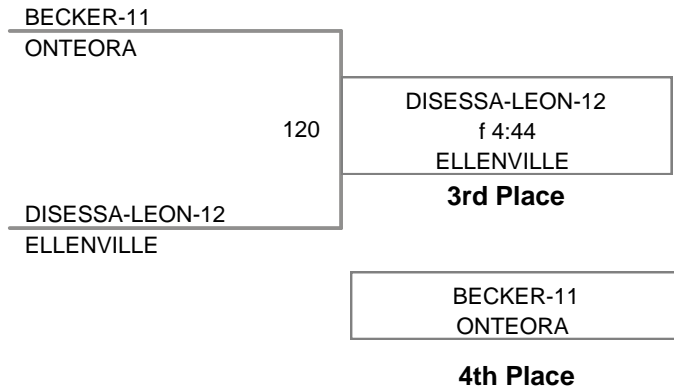 BECKER-11
ONTEORA
120
DISESSA-LEON-12
f 4:44
ELLENVILLE
3rd Place
DISESSA-LEON-12
ELLENVILLE
BECKER-11
ONTEORA
4th Place